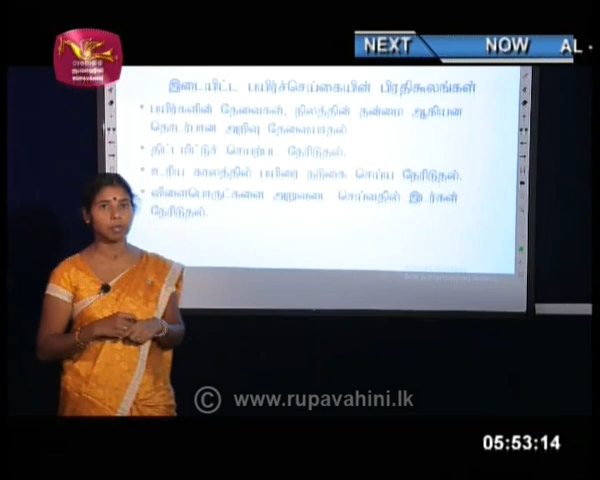 NEXT NOW AL
இடையிட்ட பயிர்ச்செய்கையின் பிரதிகூலங்கள்
• பயிர்களின் தேவைகள், நிலத்தின் தன்மை ஆகியன
தொடர்பான அறிவு தேவைபாதல்.
• திட்டமிட்டுச் செயற்பட நேரிடுதல்.
• உரிய காலத்தில் பயிரை நடுகை செய்ய நேரிடுதல்.
• விளைபொருட்களை அறுவடை செய்வதில் இடர்கள்
நேரிடுதல்.
© www.rupavahini.lk
05:53:14